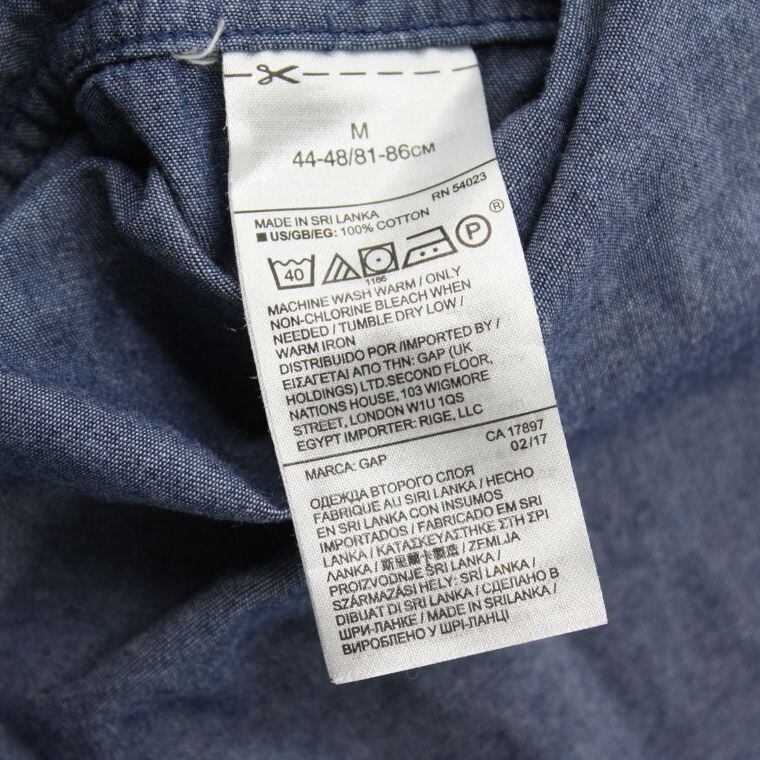 M
44-48/81-86CM
RN 54023
MADE IN SRI LANKA
US/GB/EG: 100% COTTON
40
1166
P
®
MACHINE WASH WARM / ONLY
NON-CHLORINE BLEACH WHEN
NEEDED / TUMBLE DRY LOW /
WARM IRON
DISTRIBUIDO POR /IMPORTED BY /
ΕΙΣΑΓΕΤΑΙ ΑΠΟ ΤΗΝ: GAP (UK
HOLDINGS) LTD.SECOND FLOOR,
NATIONS HOUSE, 103 WIGMORE
STREET, LONDON W1U 1QS
EGYPT IMPORTER: RIGE, LLC
CA 17897
02/17
MARCA: GAP
ОДЕЖДА ВТОРОГО СЛОЯ
FABRIQUE AU SIRI LANKA / HECHO
EN SRI LANKA CON INSUMOS
IMPORTADOS / FABRICADO EM SRI
LANKA / ΚΑΤΑΣΚΕΥΑΣΤΗΚΕ ΣΤΗ ΣΡΙ
ΛΑΝΚΑ / 斯里蘭卡製造 / ZEMLJA
PROIZVODNJE SRI LANKA /
SZÁRMAZÁSI HELY: SRÍ LANKA /
DIBUAT DI SRI LANKA / СДЕЛАНО В
ШРИ-ЛАНКЕ / MADE IN SRILANKA /
ВИРОБЛЕНО У ШРІ-ЛАНЦІ